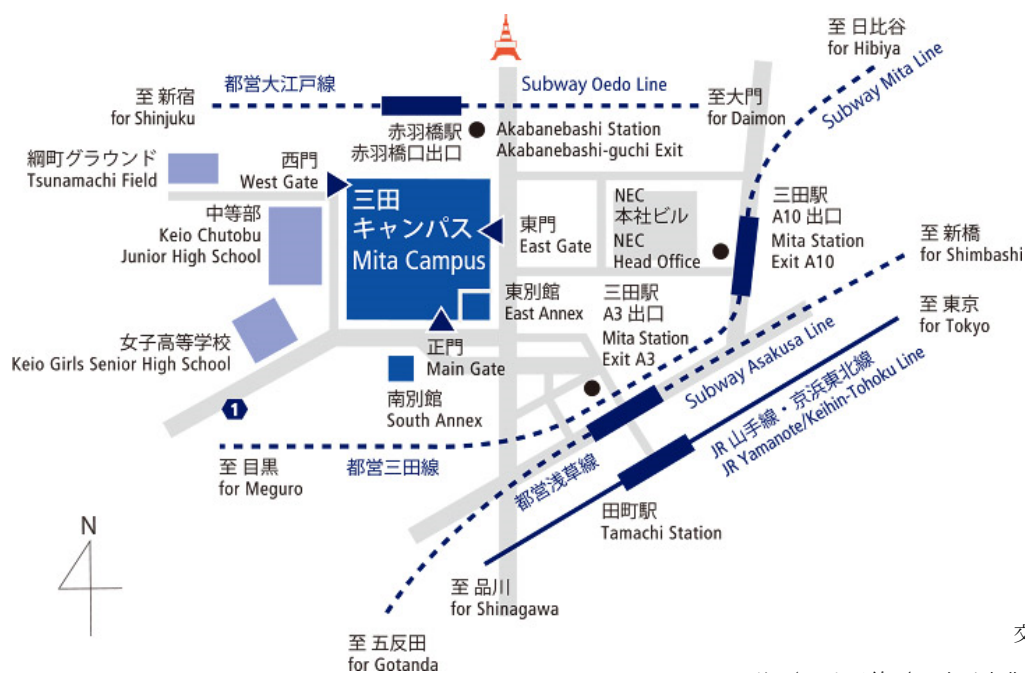 至 日比谷
for Hibiya
Subway Mita Line
都営大江戸線
Subway Oedo Line
至 新宿
for Shinjuku
至大門
for Daimon
赤羽橋駅
赤羽橋口出口
Akabanebashi Station
Akabanebashi-guchi Exit
綱町グラウンド
Tsunamachi Field
西門
West Gate
三田
キャンパス
Mita Campus
中等部
Keio Chutobu
Junior High School
東門
East Gate
NEC
本社ビル
NEC
Head Office
三田駅
A10 出口
Mita Station
Exit A10
至 新橋
for Shimbashi
東別館
East Annex
三田駅
A3 出口
Mita Station
Exit A3
至 東京
for Tokyo
女子高等学校
Keio Girls Senior High School
正門
Main Gate
Subway Asakusa Line
南別館
South Annex
1
JR 山手線・京浜東北線
JR Yamanote/Keihin-Tohoku Line
至 目黒
for Meguro
都営三田線
都営浅草線
田町駅
Tamachi Station
N
至 品川
for Shinagawa
至 五反田
for Gotanda